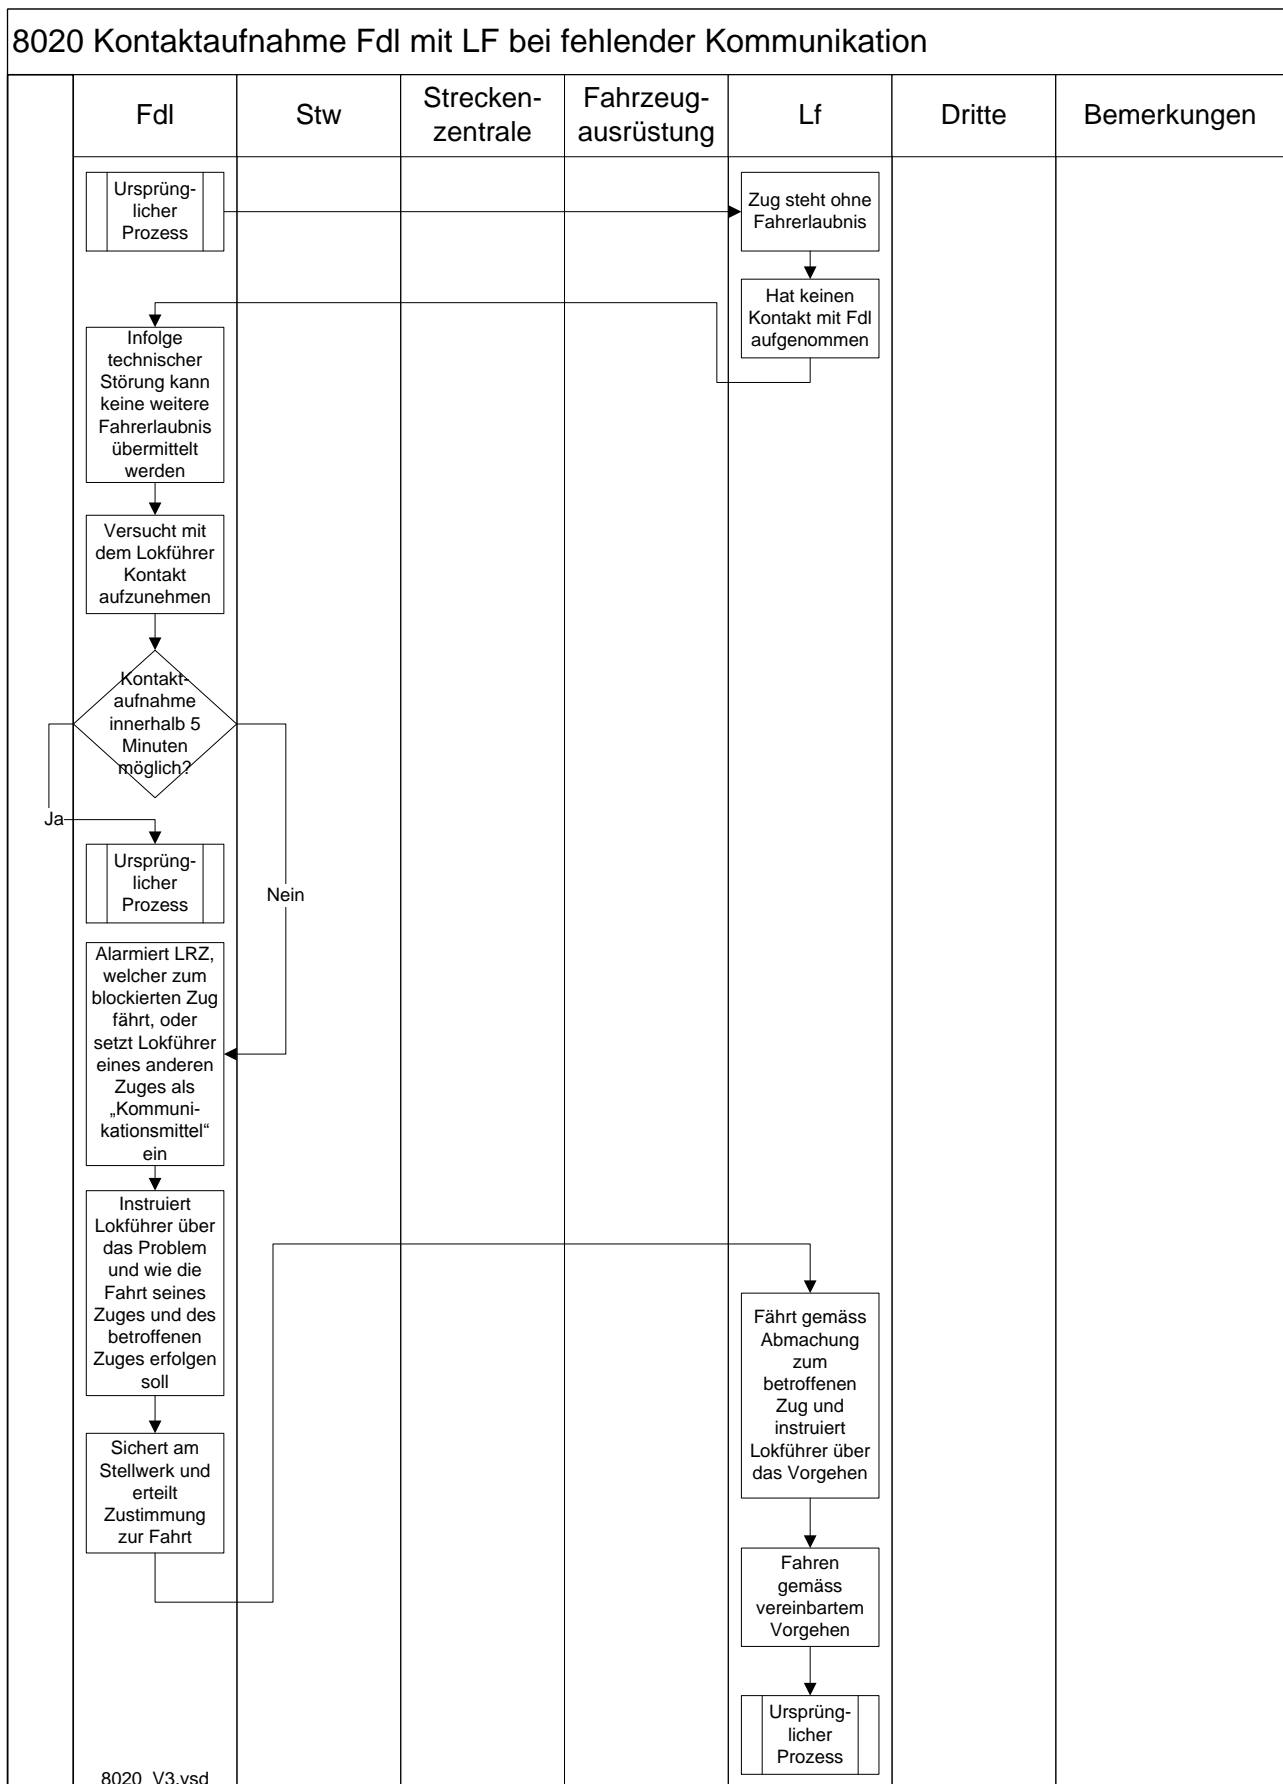 8020 Kontaktaufnahme Fdl mit LF bei fehlender Kommunikation
Fdl
Stw
Strecken-
zentrale
Fahrzeug-
ausrüstung
Lf
Dritte
Bemerkungen
Ursprüng-
licher
Prozess
Zug steht ohne
Fahrerlaubnis
Hat keinen
Kontakt mit Fdl
aufgenommen
Infolge
technischer
Störung kann
keine weitere
Fahrerlaubnis
übermittelt
werden
Versucht mit
dem Lokführer
Kontakt
aufzunehmen
Kontakt-
aufnahme
innerhalb 5
Minuten
möglich?
Ja
Ursprüng-
licher
Prozess
Nein
Alarmiert LRZ,
welcher zum
blockierten Zug
fährt, oder
setzt Lokführer
eines anderen
Zuges als
„Kommuni-
kationsmittel“
ein
Instruiert
Lokführer über
das Problem
und wie die
Fahrt seines
Zuges und des
betroffenen
Zuges erfolgen
soll
Sichert am
Stellwerk und
erteilt
Zustimmung
zur Fahrt
Fährt gemäss
Abmachung
zum
betroffenen
Zug und
instruiert
Lokführer über
das Vorgehen
Fahren
gemäss
vereinbartem
Vorgehen
Ursprüng-
licher
Prozess
8020_V3.vsd